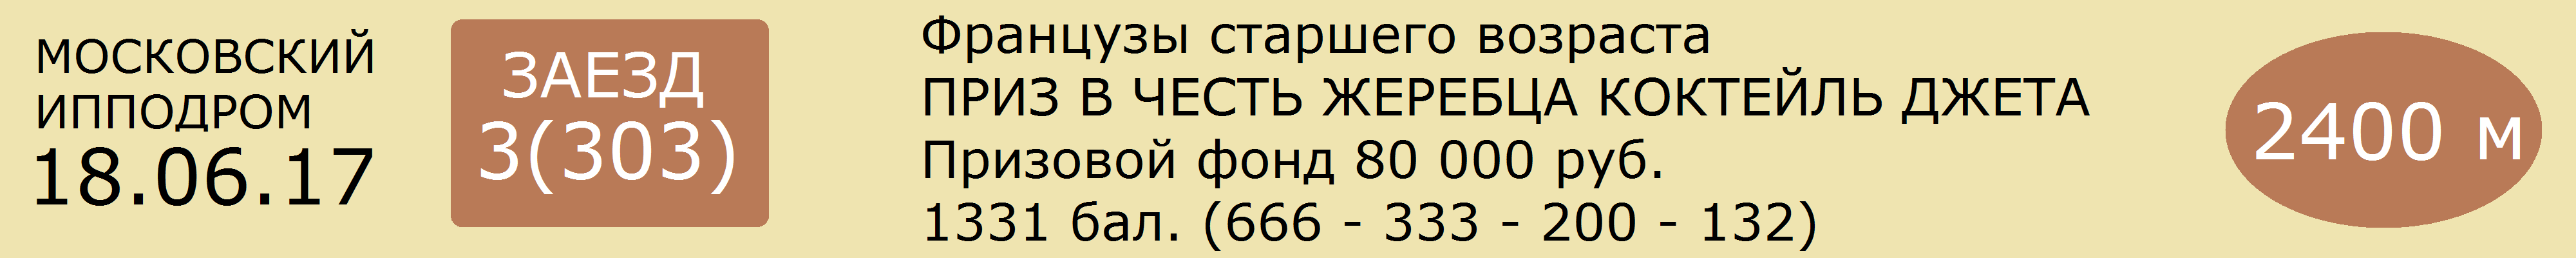 МОСКОВСКИЙ
ИППОДРОМ
18.06.17
ЗАЕЗД
3(303)
Французы старшего возраста
ПРИЗ В ЧЕСТЬ ЖЕРЕБЦА КОКТЕЙЛЬ ДЖЕТА
Призовой фонд 80 000 руб.
1331 бал. (666 - 333 - 200 - 132)
2400 м